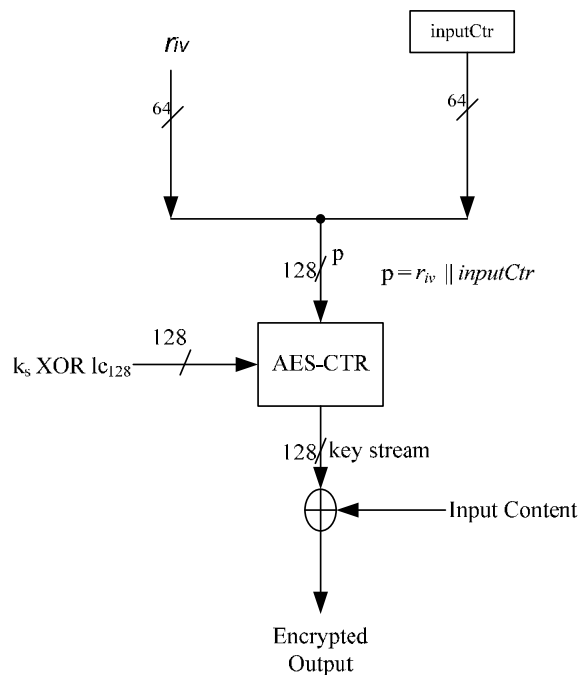 r_iv
inputCtr
64
64
128
p
p = r_iv || inputCtr
128
k_s XOR lc_128
AES-CTR
128
key stream
Input Content
Encrypted
Output